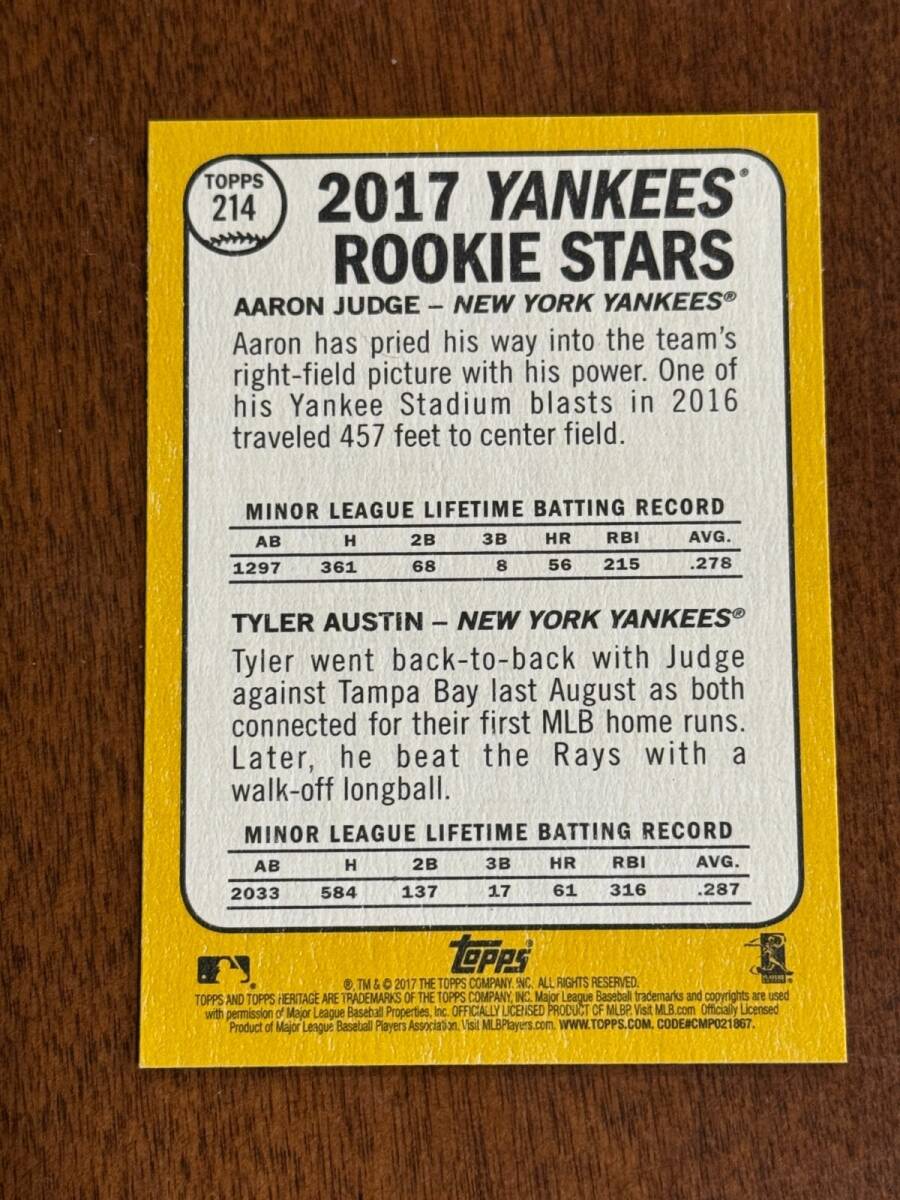 TOPPS
214
2017 YANKEES®
ROOKIE STARS
AARON JUDGE – NEW YORK YANKEES®
Aaron has pried his way into the team's
right-field picture with his power. One of
his Yankee Stadium blasts in 2016
traveled 457 feet to center field.
MINOR LEAGUE LIFETIME BATTING RECORD
AB H 2B 3B HR RBI AVG.
1297 361 68 8 56 215 .278
TYLER AUSTIN – NEW YORK YANKEES®
Tyler went back-to-back with Judge
against Tampa Bay last August as both
connected for their first MLB home runs.
Later, he beat the Rays with a
walk-off longball.
MINOR LEAGUE LIFETIME BATTING RECORD
AB H 2B 3B HR RBI AVG.
2033 584 137 17 61 316 .287
Topps®
®, TM & © 2017 THE TOPPS COMPANY, INC. ALL RIGHTS RESERVED.
TOPPS AND TOPPS HERITAGE ARE TRADEMARKS OF THE TOPPS COMPANY, INC. Major League Baseball trademarks and copyrights are used
with permission of Major League Baseball Properties, Inc. OFFICIALLY LICENSED PRODUCT OF MLBP. Visit MLB.com Officially Licensed
Product of Major League Baseball Players Association. Visit MLBPlayers.com. WWW.TOPPS.COM. CODE#CMP021867.